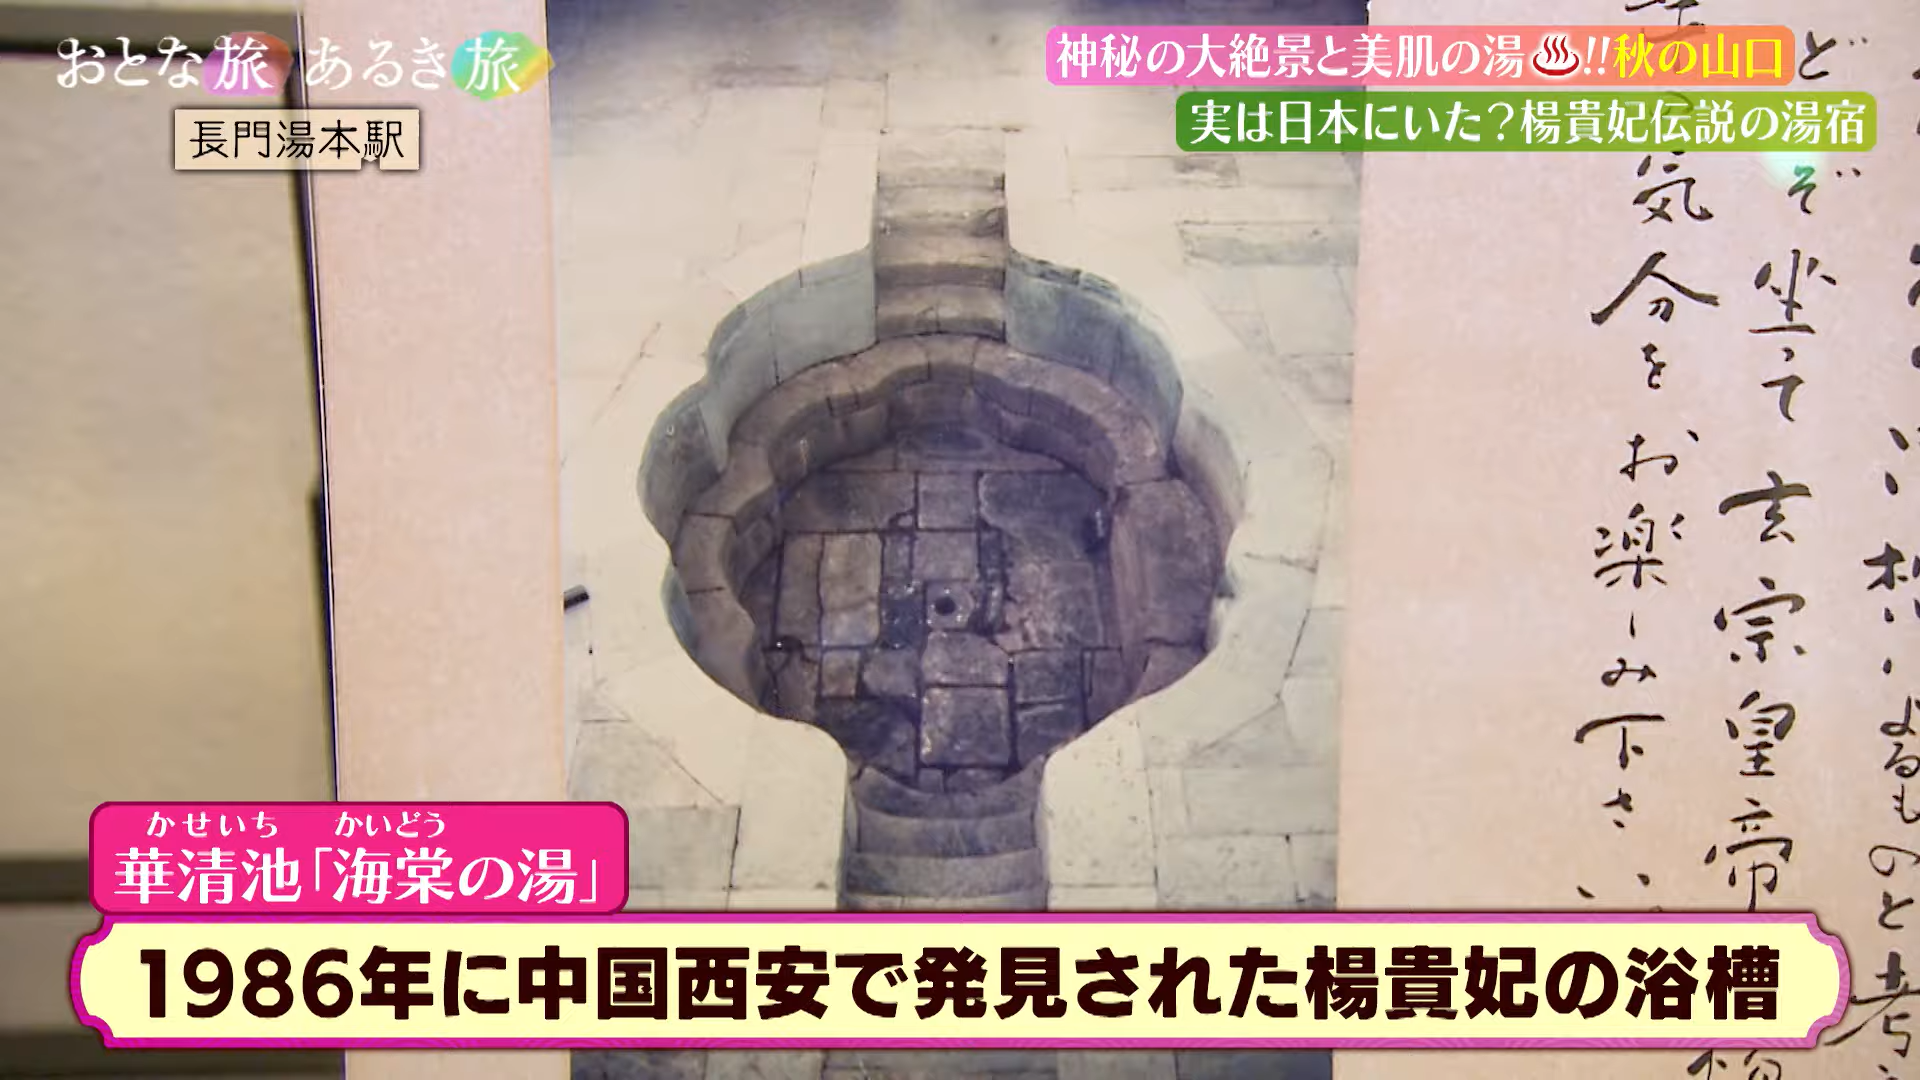 おとな旅 あるき旅
長門湯本駅
神秘の大絶景と美肌の湯♨!!秋の山口
実は日本にいた？楊貴妃伝説の湯宿
ぞ坐って玄宗皇帝
気分をお楽しみ下さい
想いよるものと考
かせいち かいどう
華清池「海棠の湯」
1986年に中国西安で発見された楊貴妃の浴槽